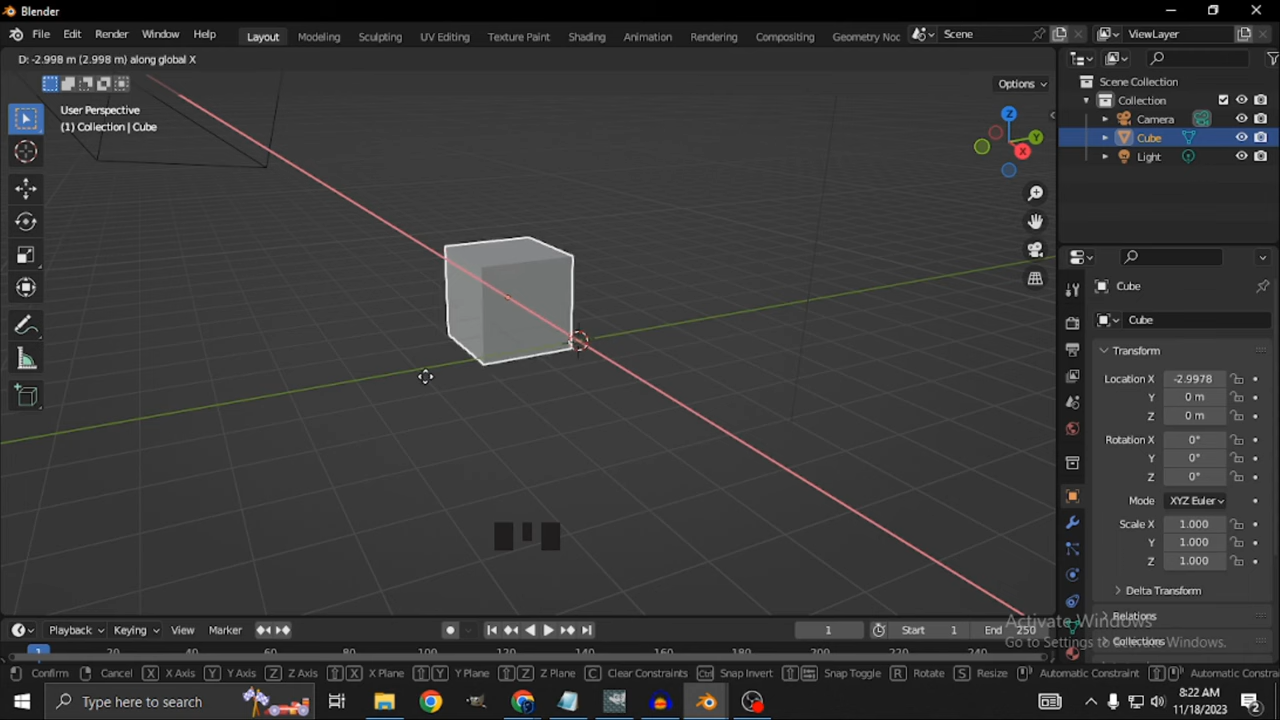 Blender
File Edit Render Window Help
Layout Modeling Sculpting UV Editing Texture Paint Shading Animation Rendering Compositing Geometry Noc
Scene
ViewLayer
D: -2.998 m (2.998 m) along global X
Options
User Perspective
(1) Collection | Cube
Z
Y
X
Scene Collection
Collection
Camera
Cube
Light
Cube
Cube
Transform
Location X -2.9978
Y 0 m
Z 0 m
Rotation X 0°
Y 0°
Z 0°
Mode XYZ Euler
Scale X 1.000
Y 1.000
Z 1.000
Delta Transform
Relations
Collections
Activate Windows
Go to Settings to Activate Windows.
Playback Keying View Marker
1
Start 1 End 250
1 20 40 60 80 100 120 140 160 180 200 220 240
Confirm Cancel X X Axis Y Y Axis Z Z Axis X X Plane Y Y Plane Z Z Plane C Clear Constraints Ctrl Snap Invert Snap Toggle R Rotate S Resize Automatic Constraint Automatic Constra
Type here to search
8:22 AM
11/18/2023
2